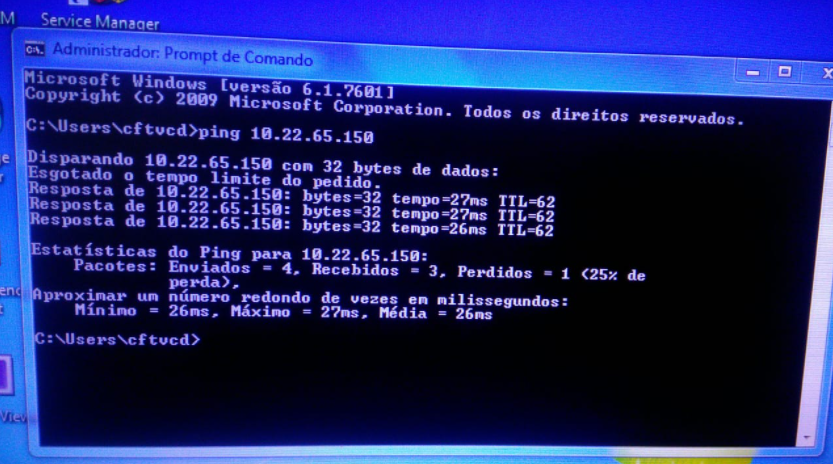 M
Service Manager
Administrador: Prompt de Comando
Microsoft Windows [versão 6.1.7601]
Copyright (c) 2009 Microsoft Corporation. Todos os direitos reservados.
C:\Users\cftvcd>ping 10.22.65.150
Disparando 10.22.65.150 com 32 bytes de dados:
Esgotado o tempo limite do pedido.
Resposta de 10.22.65.150: bytes=32 tempo=27ms TTL=62
Resposta de 10.22.65.150: bytes=32 tempo=27ms TTL=62
Resposta de 10.22.65.150: bytes=32 tempo=26ms TTL=62
Estatísticas do Ping para 10.22.65.150:
Pacotes: Enviados = 4, Recebidos = 3, Perdidos = 1 (25% de
perda),
Aproximar um número redondo de vezes em milissegundos:
Mínimo = 26ms, Máximo = 27ms, Média = 26ms
C:\Users\cftvcd>